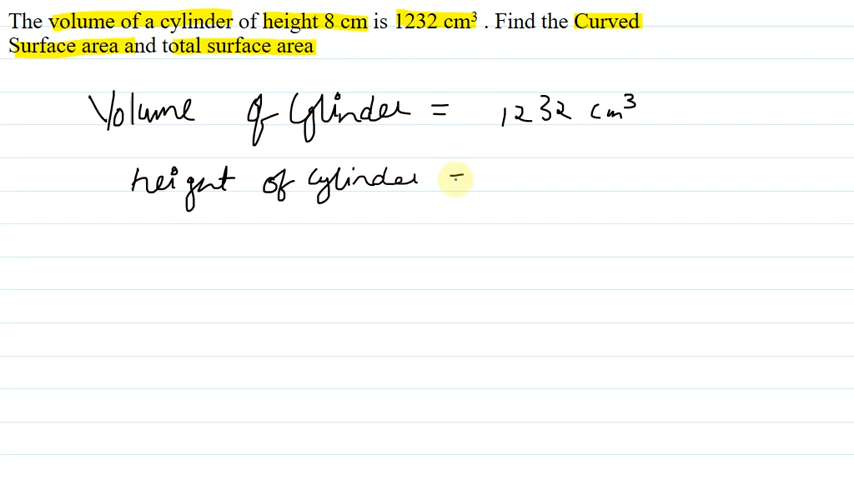 The volume of a cylinder of height 8 cm is 1232 cm³ . Find the Curved
Surface area and total surface area
Volume of Cylinder = 1232 cm³
height of cylinder =